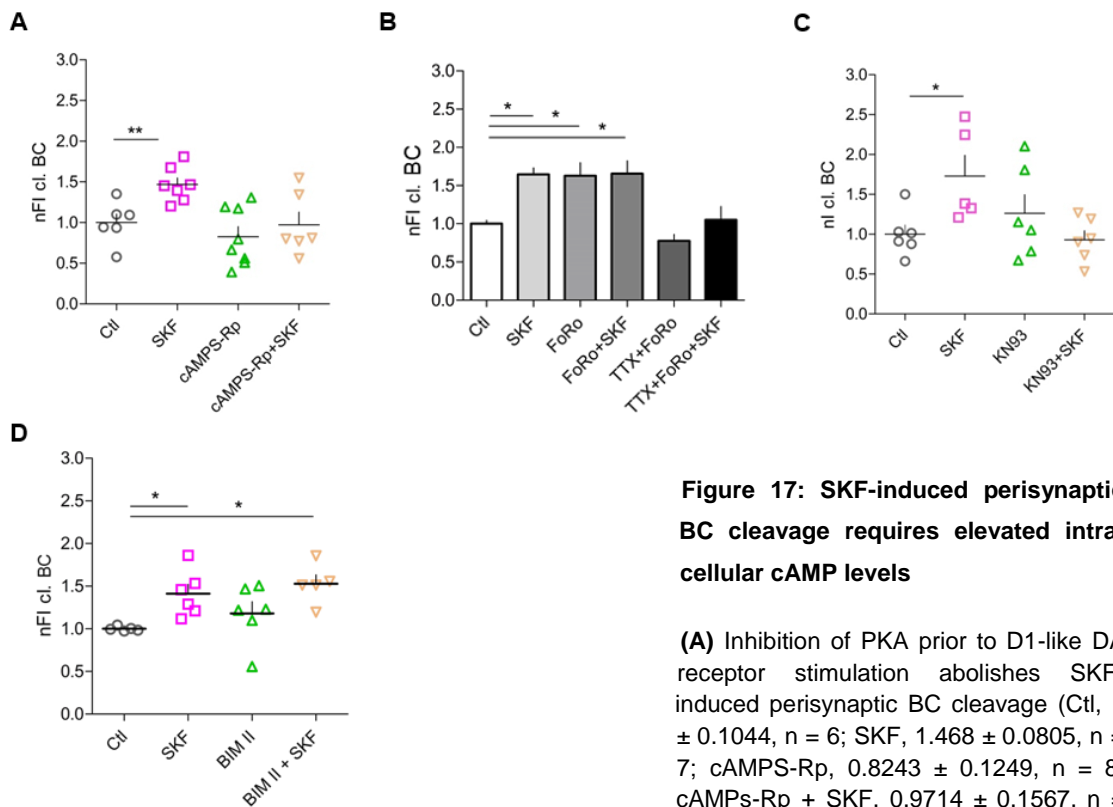 A
B
C
3.0
2.5
2.0
1.5
1.0
0.5
0.0
nFI cl. BC
**
Ctl
SKF
cAMPS-Rp
cAMPS-Rp+SKF
3.0
2.5
2.0
1.5
1.0
0.5
0.0
nFI cl. BC
*
*
*
Ctl
SKF
FoRo
FoRo+SKF
TTX+FoRo
TTX+FoRo+SKF
3.0
2.5
2.0
1.5
1.0
0.5
0.0
nI cl. BC
*
Ctl
SKF
KN93
KN93+SKF
D
3.0
2.5
2.0
1.5
1.0
0.5
0.0
nFI cl. BC
*
*
Ctl
SKF
BIM II
BIM II + SKF
Figure 17: SKF-induced perisynaptic
BC cleavage requires elevated intra
cellular cAMP levels
(A) Inhibition of PKA prior to D1-like DA
receptor stimulation abolishes SKF
induced perisynaptic BC cleavage (Ctl,
± 0.1044, n = 6; SKF, 1.468 ± 0.0805, n =
7; cAMPS-Rp, 0.8243 ± 0.1249, n = 8
cAMPs-Rp + SKF, 0.9714 ± 0.1567, n =